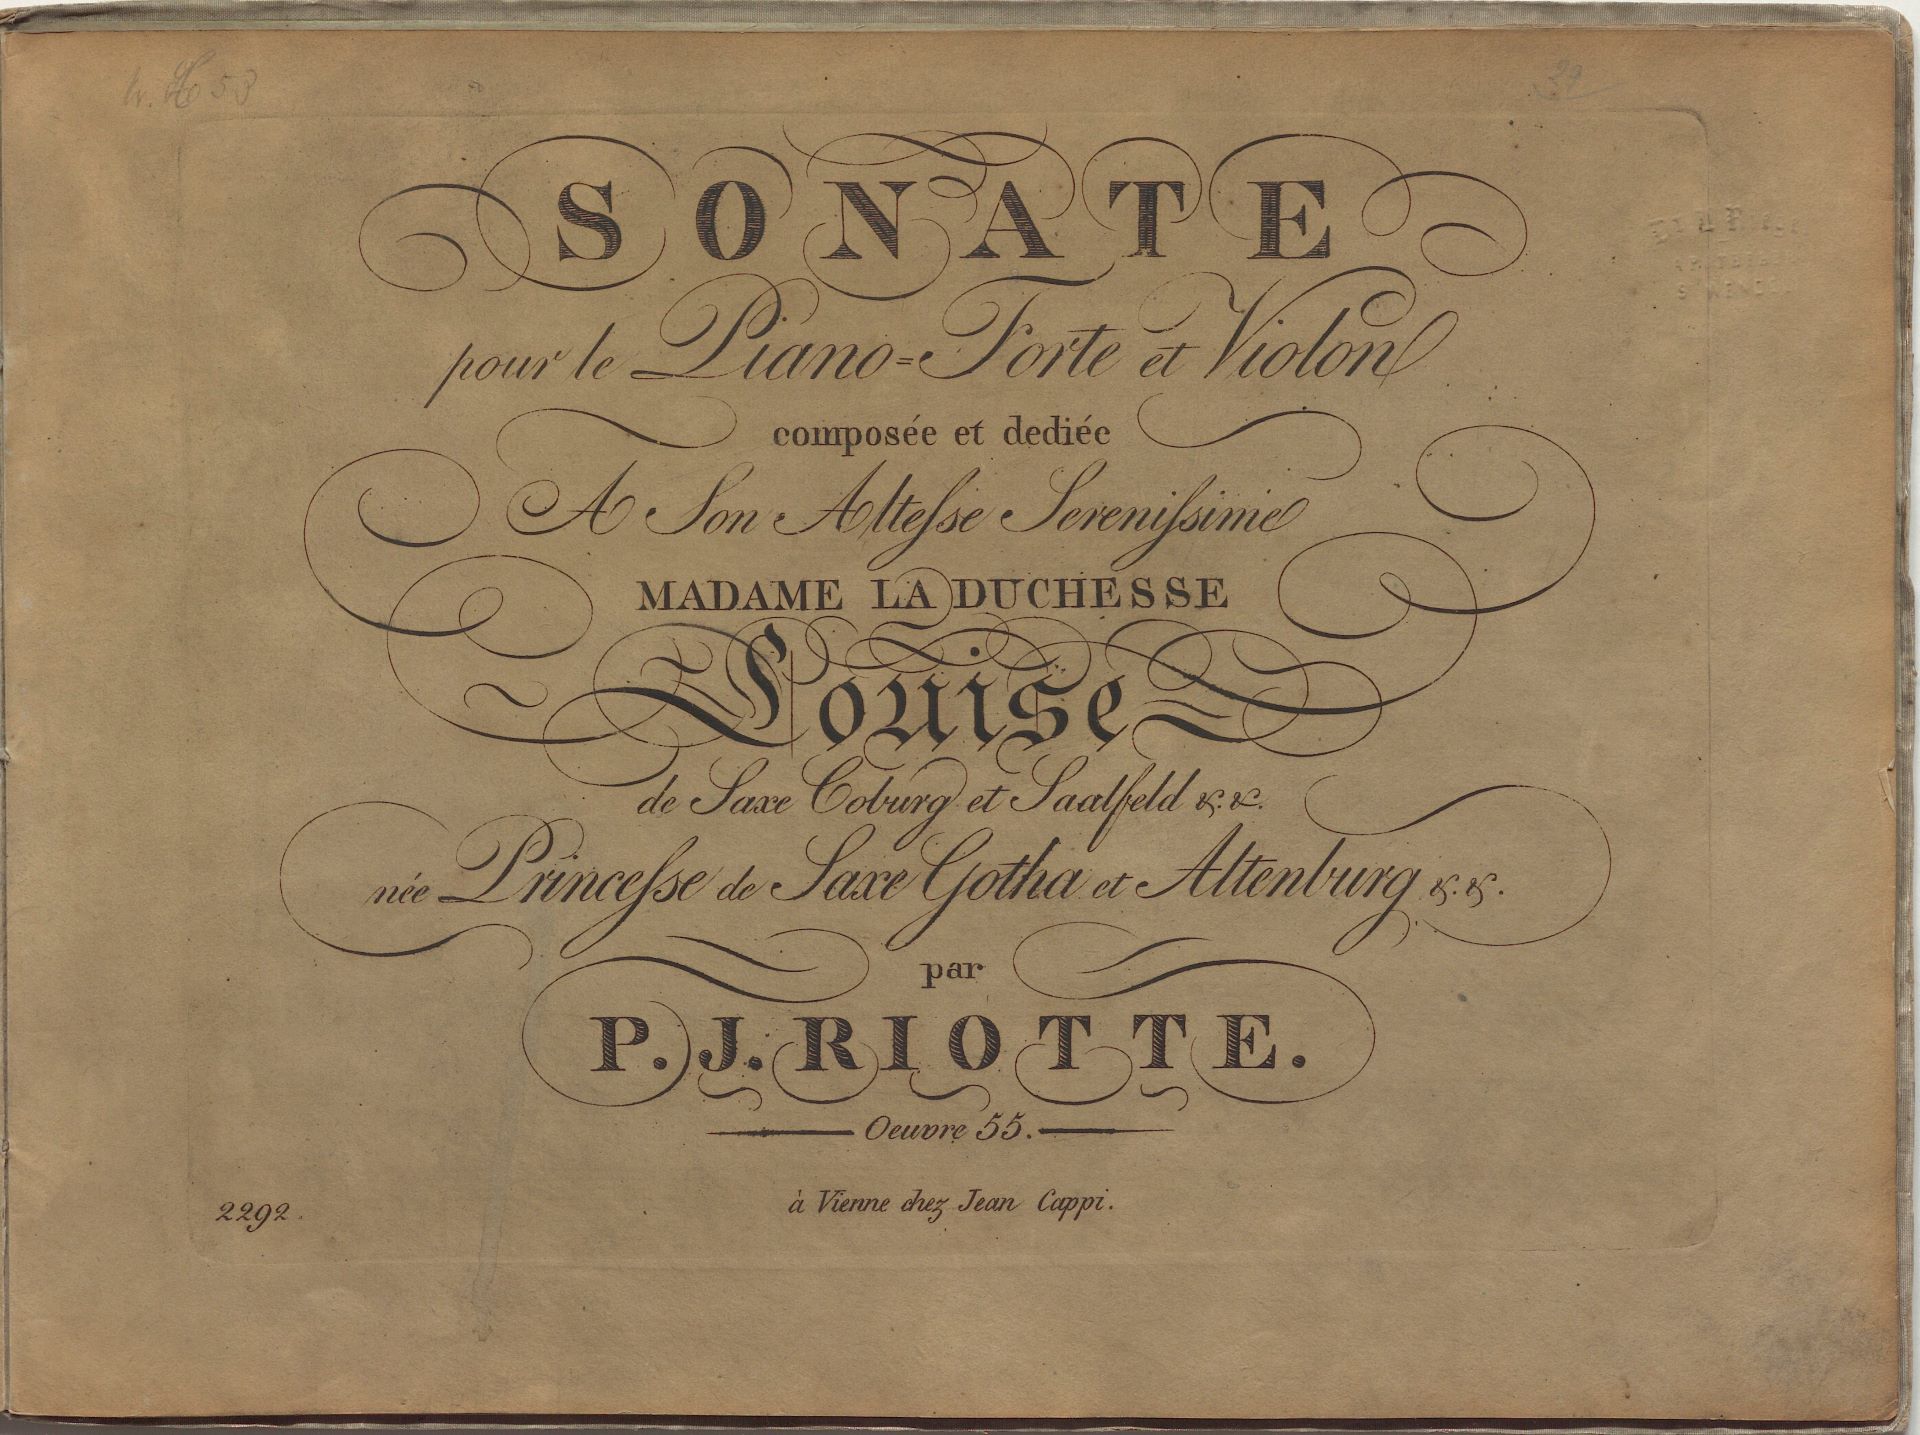 53
29
SONATE
pour le Piano=Forte et Violon
composée et dediée
A Son Alteſse Sereniſsime
MADAME LA DUCHESSE
Louise
de Saxe Coburg et Saalfeld &. &.
née Princeſse de Saxe Gotha et Altenburg &. &.
par
P. J. RIOTTE.
Oeuvre 55.
à Vienne chez Jean Cappi.
2292.